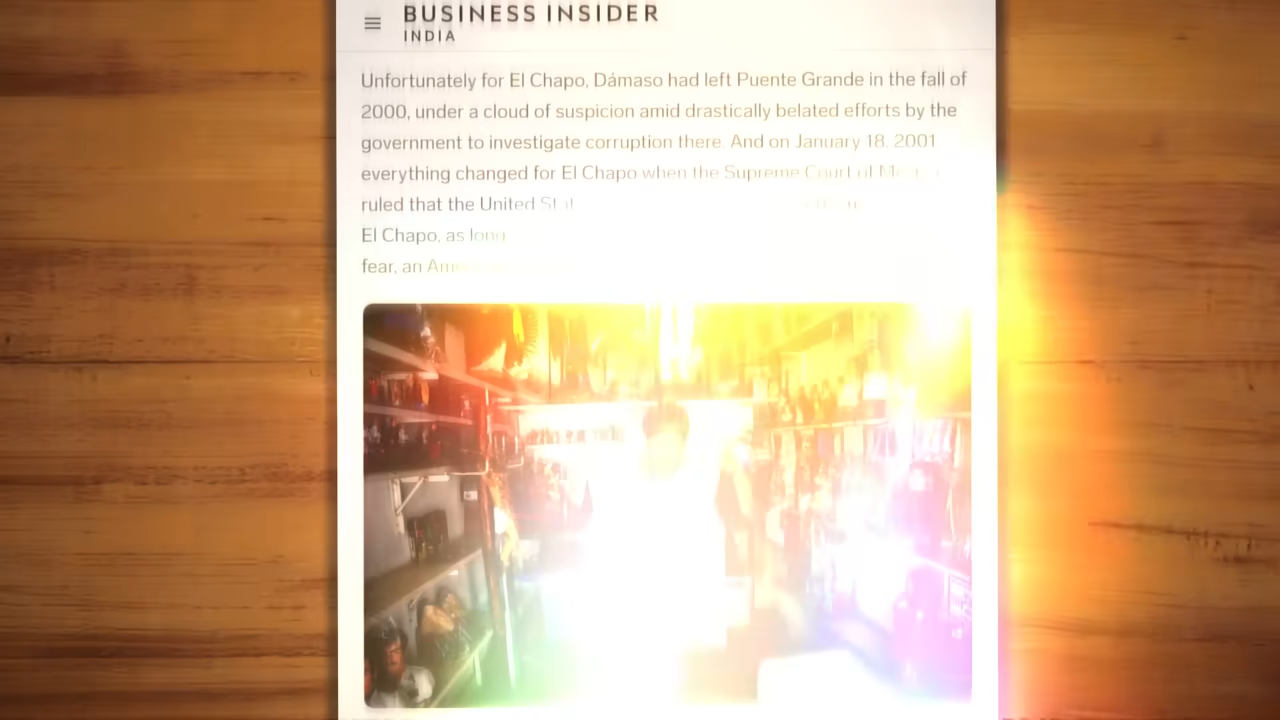 BUSINESS INSIDER
INDIA
Unfortunately for El Chapo, Dámaso had left Puente Grande in the fall of
2000, under a cloud of suspicion amid drastically belated efforts by the
government to investigate corruption there. And on January 18, 2001
everything changed for El Chapo when the Supreme Court of
ruled that the United
El Chapo, as long
fear, an